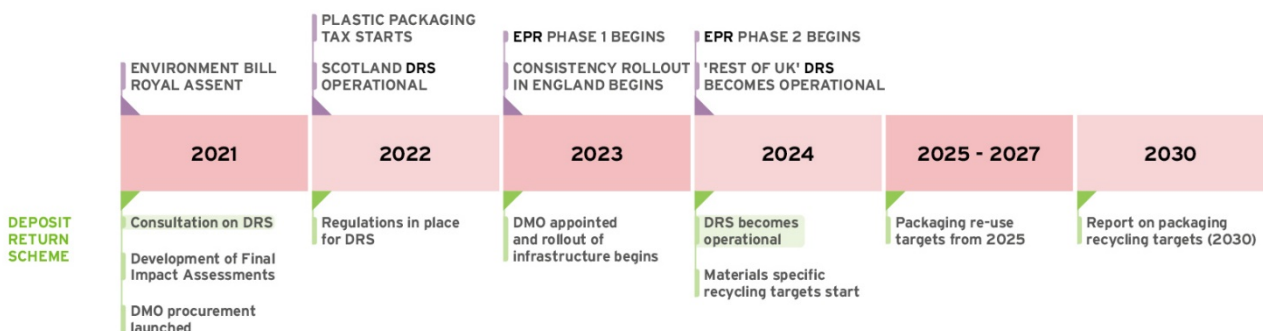 PLASTIC PACKAGING
TAX STARTS
EPR PHASE 1 BEGINS
EPR PHASE 2 BEGINS
ENVIRONMENT BILL
ROYAL ASSENT
SCOTLAND DRS
OPERATIONAL
CONSISTENCY ROLLOUT
IN ENGLAND BEGINS
'REST OF UK' DRS
BECOMES OPERATIONAL
2021
2022
2023
2024
2025 - 2027
2030
DEPOSIT
RETURN
SCHEME
Consultation on DRS
Development of Final
Impact Assessments
DMO procurement
launched
Regulations in place
for DRS
DMO appointed
and rollout of
infrastructure begins
DRS becomes
operational
Materials specific
recycling targets start
Packaging re-use
targets from 2025
Report on packaging
recycling targets (2030)